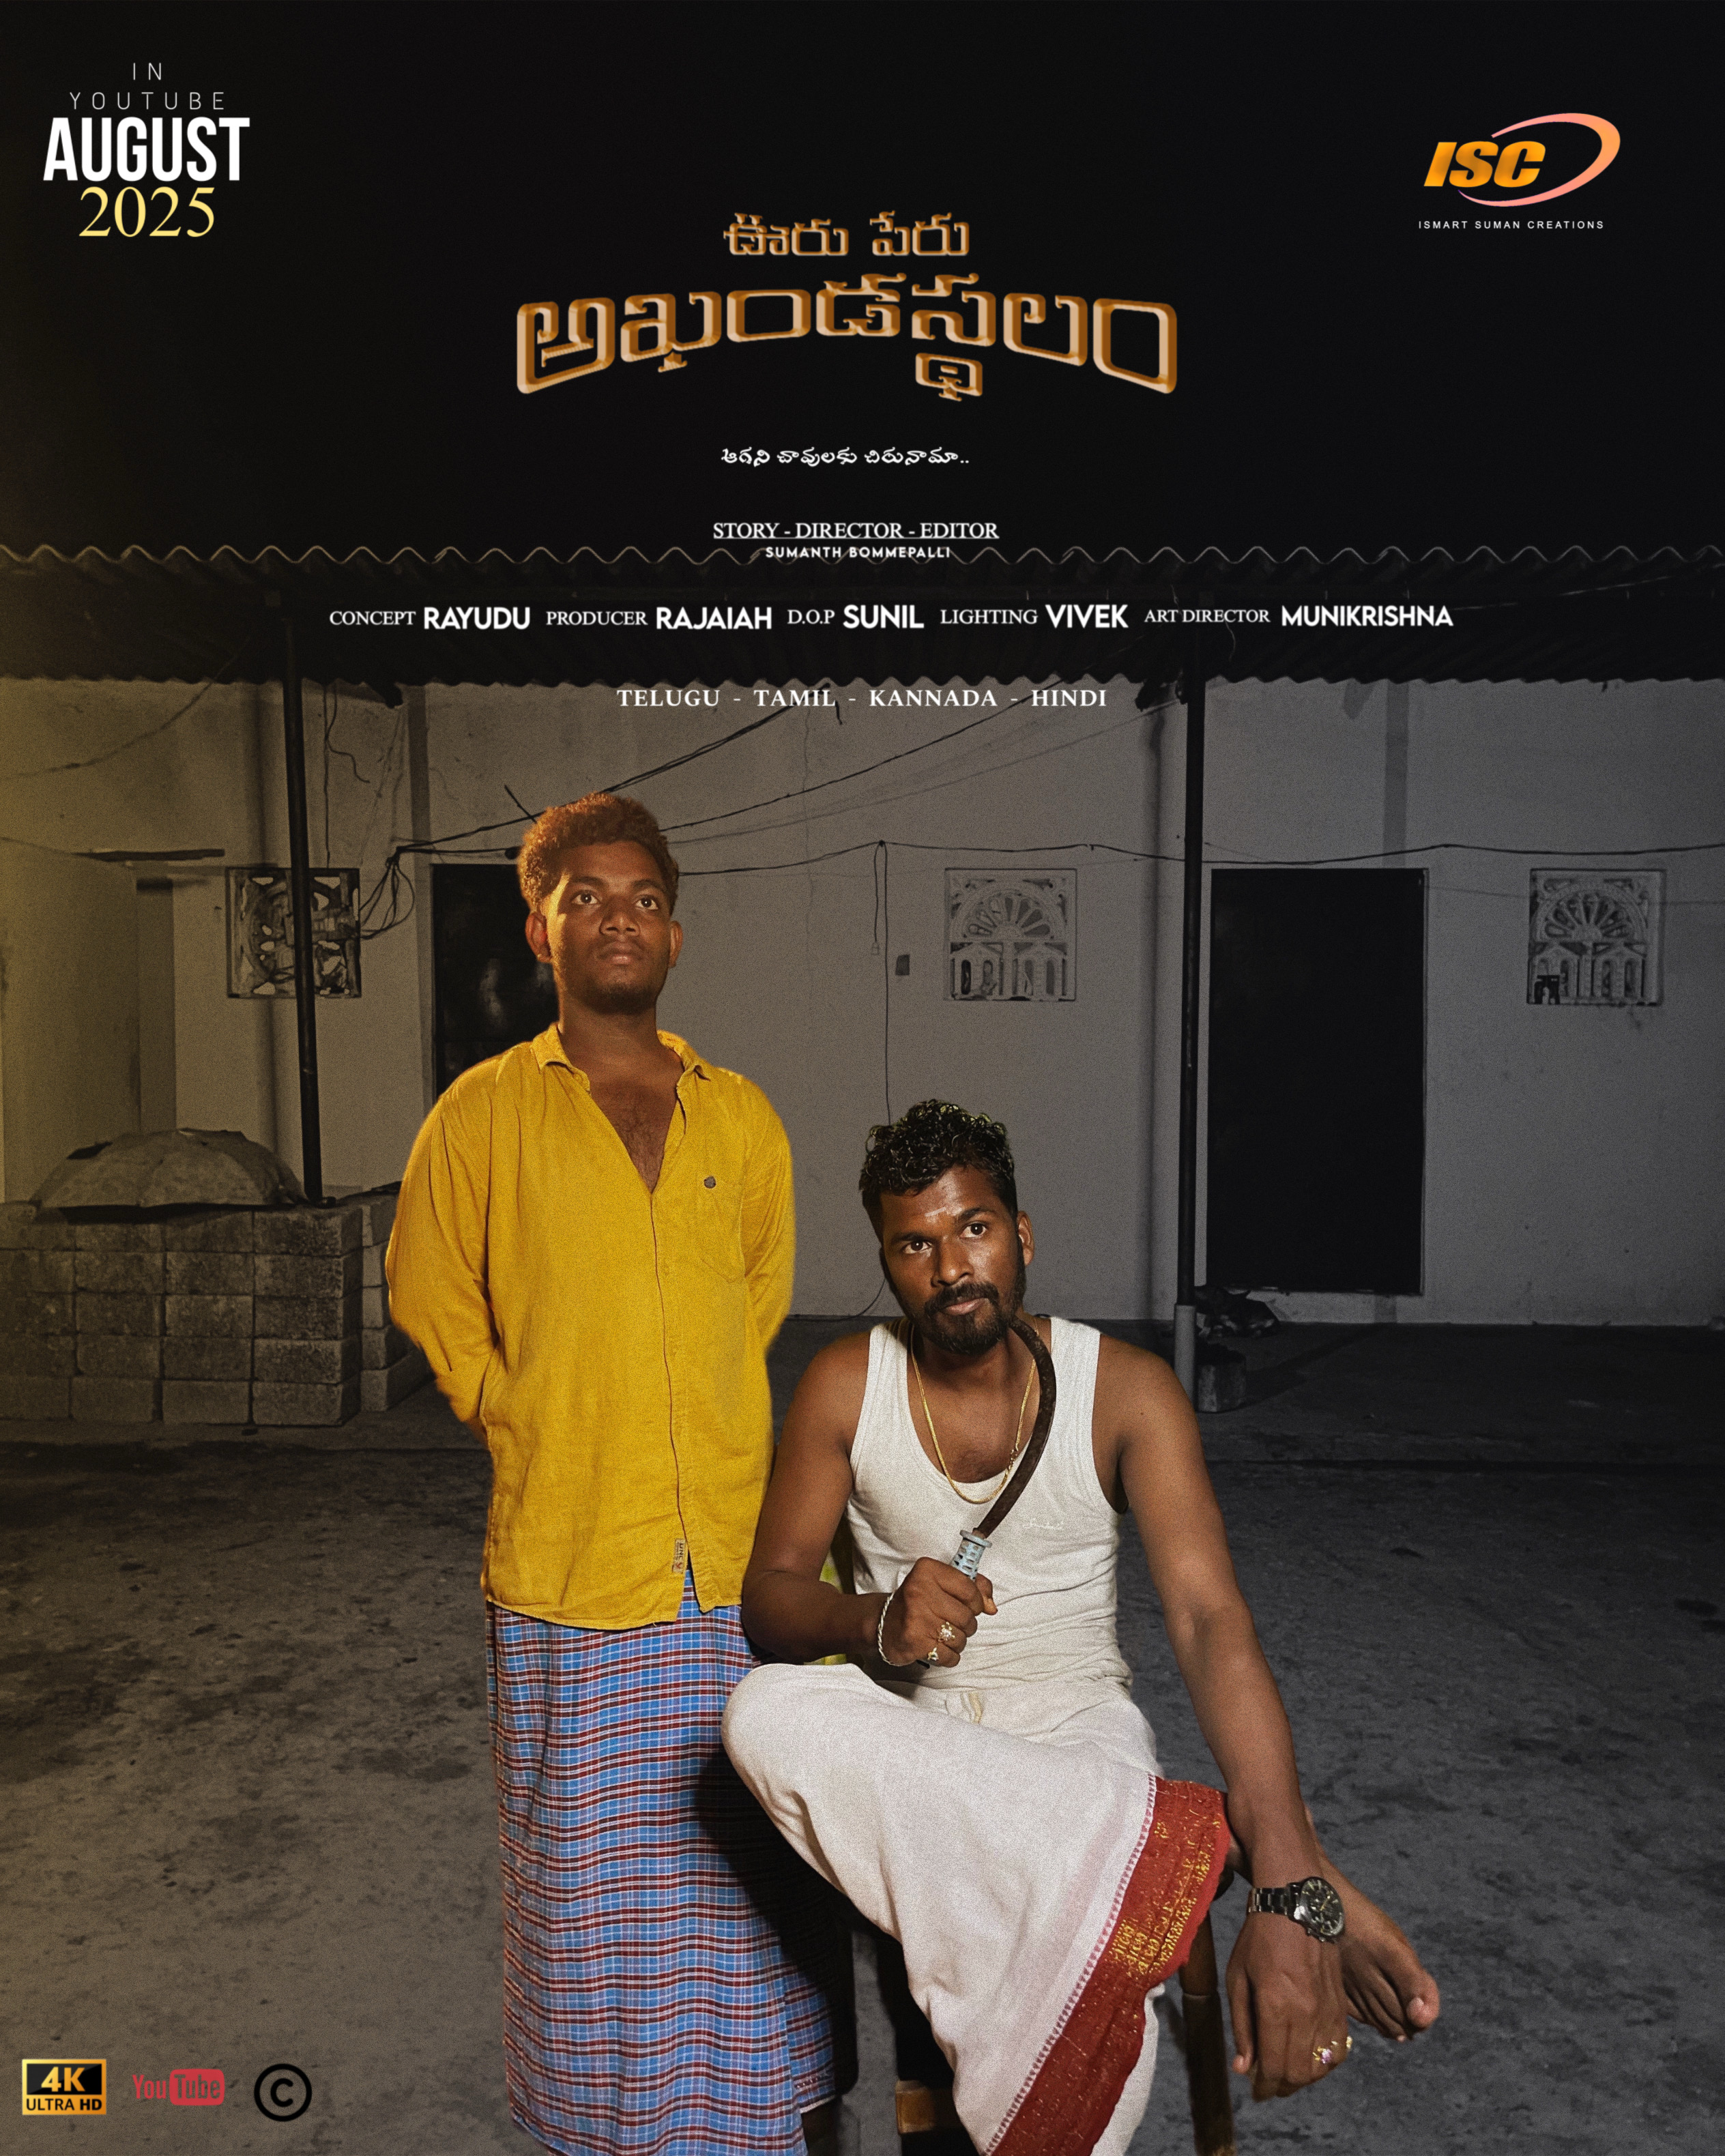 IN
YOUTUBE
AUGUST
2025
ISC
ISMART SUMAN CREATIONS
ఊరు పేరు
అఖండస్థలం
ఆగని చావులకు చిరునామా..
STORY - DIRECTOR - EDITOR
SUMANTH BOMMEPALLI
CONCEPT RAYUDU PRODUCER RAJAIAH D.O.P SUNIL LIGHTING VIVEK ART DIRECTOR MUNIKRISHNA
TELUGU - TAMIL - KANNADA - HINDI
4K
ULTRA HD
YouTube
©